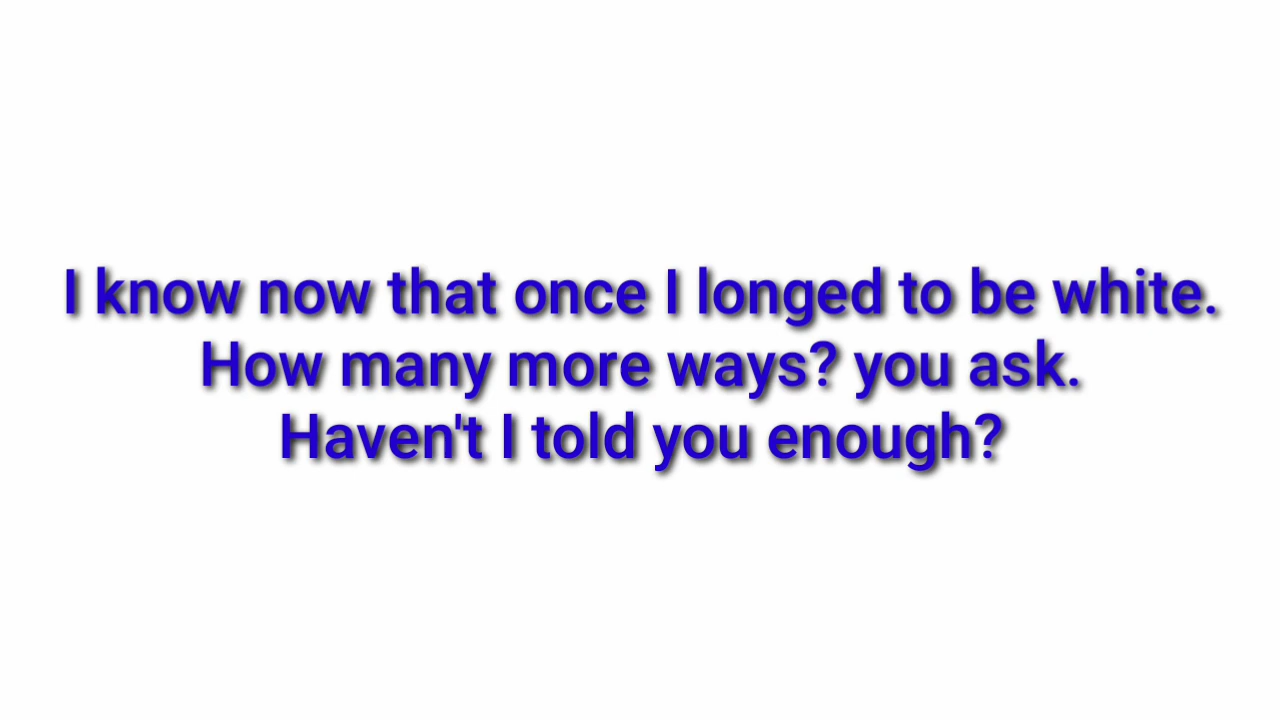 I know now that once I longed to be white.
How many more ways? you ask.
Haven't I told you enough?